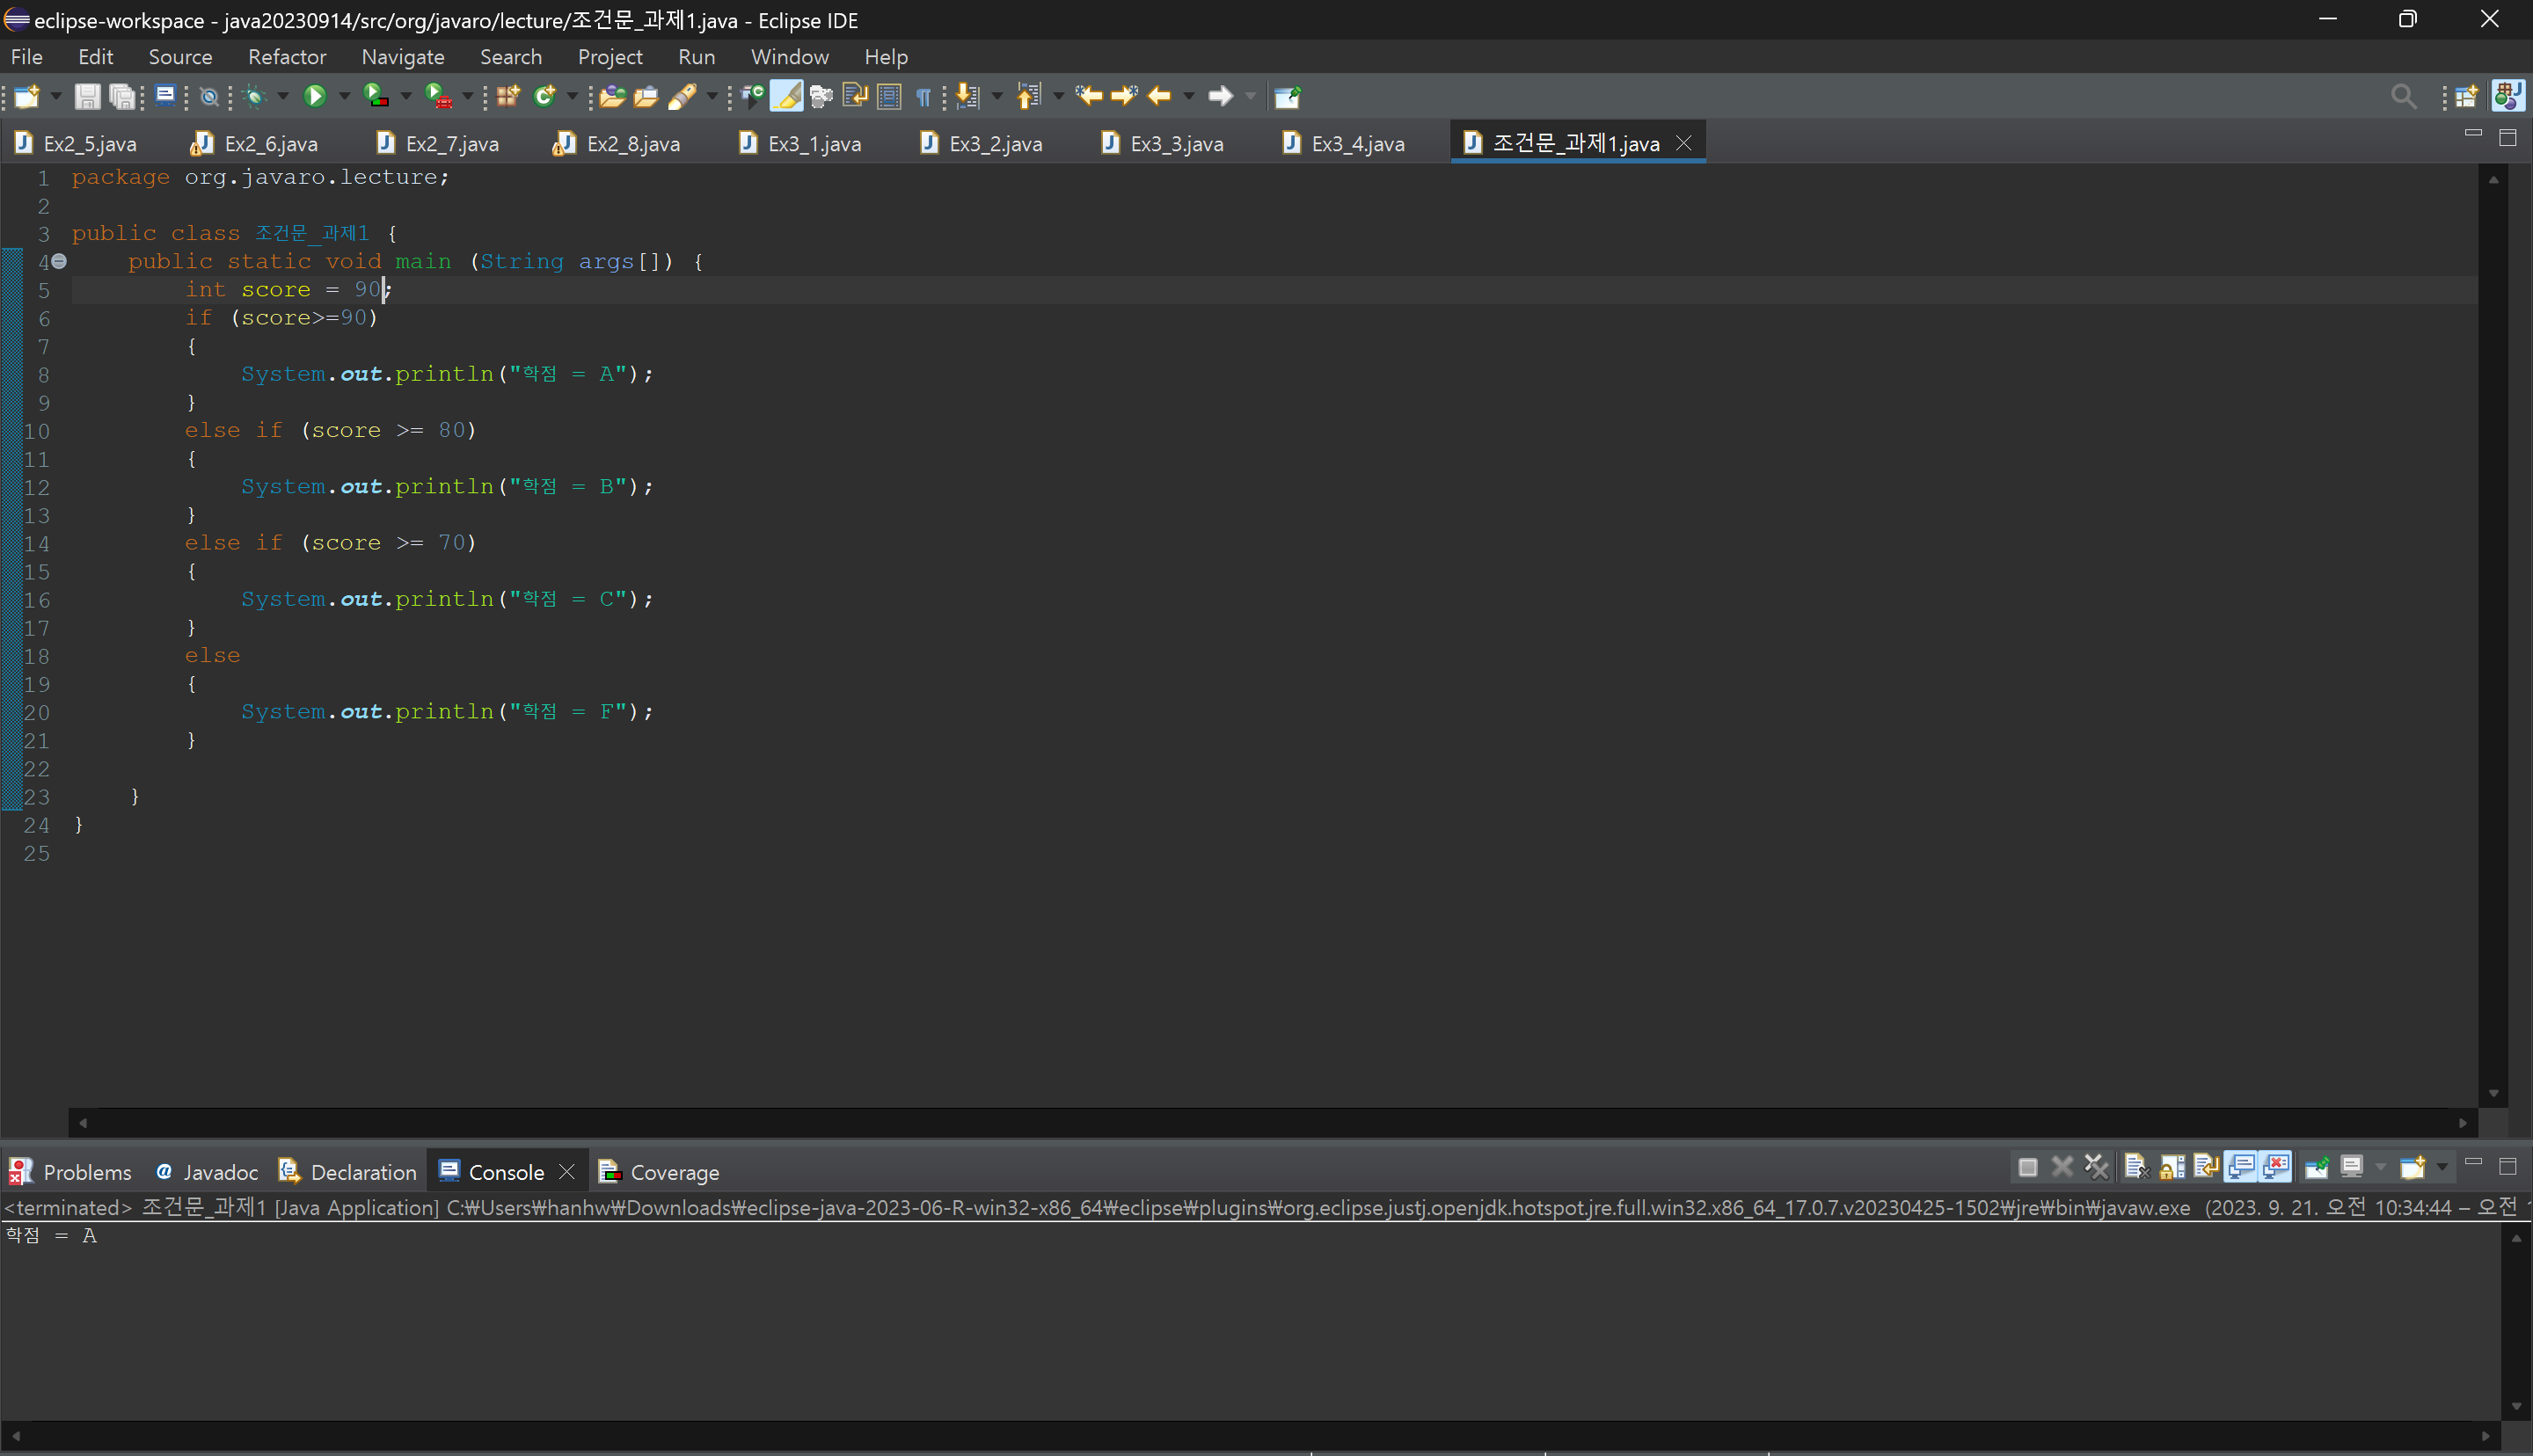 eclipse-workspace - java20230914/src/org/javaro/lecture/조건문_과제1.java - Eclipse IDE
File Edit Source Refactor Navigate Search Project Run Window Help
Ex2_5.java Ex2_6.java Ex2_7.java Ex2_8.java Ex3_1.java Ex3_2.java Ex3_3.java Ex3_4.java 조건문_과제1.java
1 package org.javaro.lecture;
2
3 public class 조건문_과제1 {
4 public static void main (String args[]) {
5 int score = 90;
6 if (score>=90)
7 {
8 System.out.println("학점 = A");
9 }
10 else if (score >= 80)
11 {
12 System.out.println("학점 = B");
13 }
14 else if (score >= 70)
15 {
16 System.out.println("학점 = C");
17 }
18 else
19 {
20 System.out.println("학점 = F");
21 }
22
23 }
24 }
25
Problems @ Javadoc Declaration Console Coverage
<terminated> 조건문_과제1 [Java Application] C:₩Users₩hanhw₩Downloads₩eclipse-java-2023-06-R-win32-x86_64₩eclipse₩plugins₩org.eclipse.justj.openjdk.hotspot.jre.full.win32.x86_64_17.0.7.v20230425-1502₩jre₩bin₩javaw.exe (2023. 9. 21. 오전 10:34:44 – 오전
학점 = A